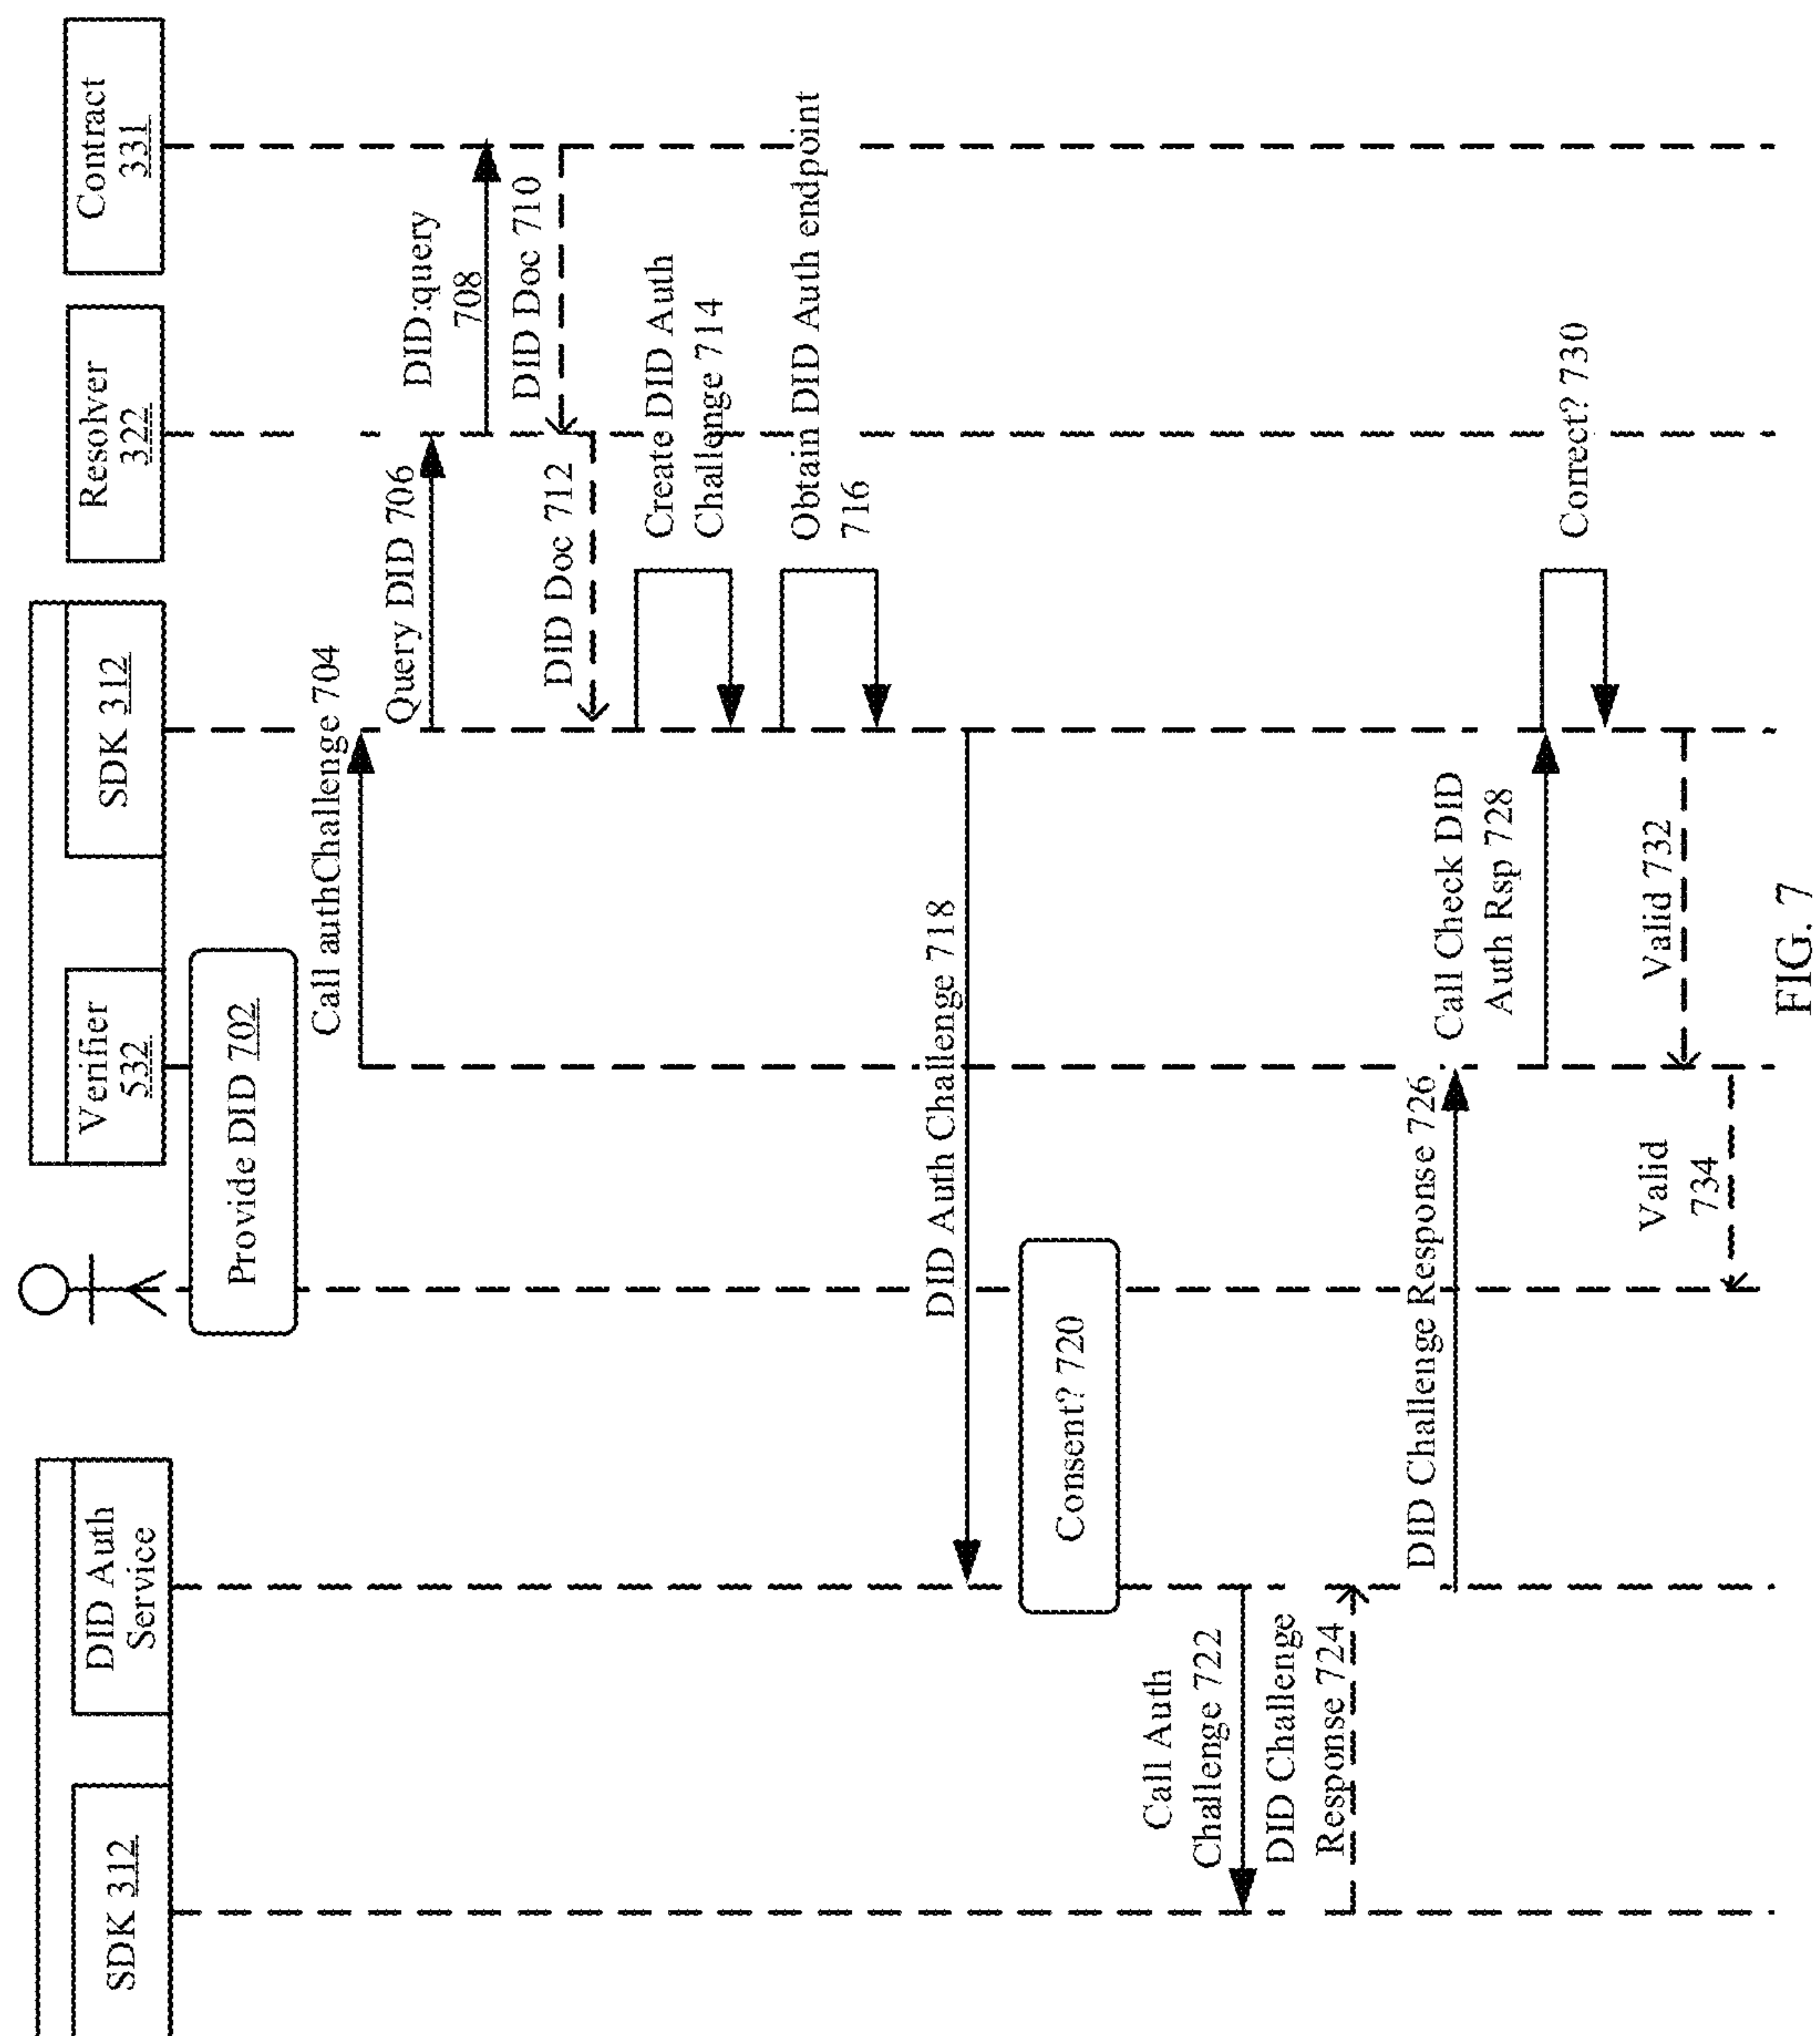 SDK 312
DID Auth
Service
Verifier
532
SDK 312
Resolver
322
Contract
331
Provide DID 702
Call authChallenge 704
Query DID 706
DID:query
708
DID Doc 710
DID Doc 712
Create DID Auth
Challenge 714
Obtain DID Auth endpoint
716
DID Auth Challenge 718
Consent? 720
Call Auth
Challenge 722
DID Challenge
Response 724
DID Challenge Response 726
Call Check DID
Auth Rsp 728
Correct? 730
Valid 732
Valid
734
FIG. 7